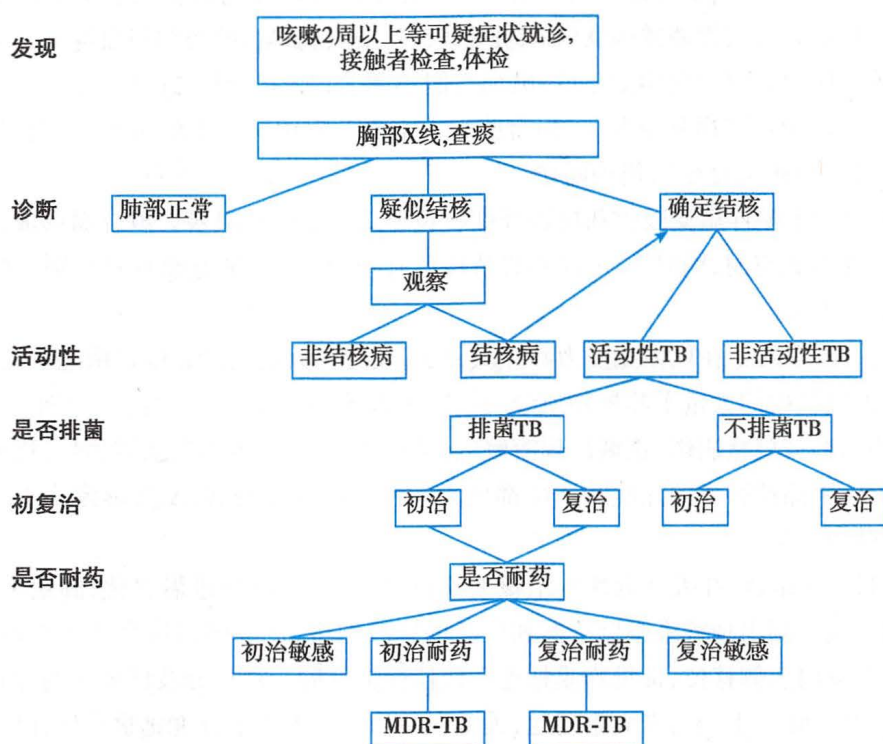 发现
咳嗽2周以上等可疑症状就诊,
接触者检查,体检
胸部X线,查痰
诊断
肺部正常
疑似结核
确定结核
观察
活动性
非结核病
结核病
活动性TB
非活动性TB
是否排菌
排菌TB
不排菌TB
初复治
初治
复治
初治
复治
是否耐药
是否耐药
初治敏感
初治耐药
复治耐药
复治敏感
MDR-TB
MDR-TB